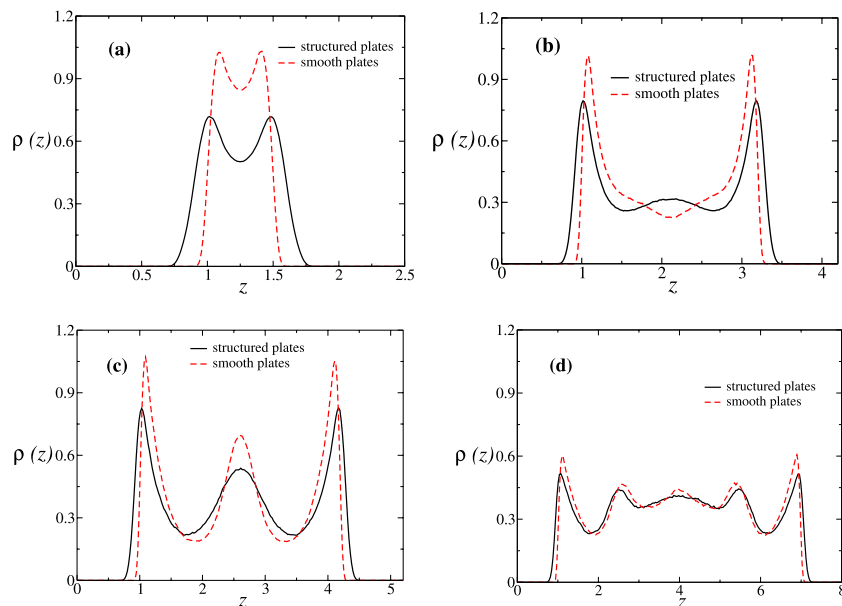 1.2
(a)
structured plates
smooth plates
0.9
ρ (z)
0.6
0.3
0
0 0.5 1 1.5 2 2.5
z
1.2
(b)
structured plates
smooth plates
0.9
ρ (z)
0.6
0.3
0
0 1 2 3 4
z
1.2
structured plates
(c)
smooth plates
0.9
ρ (z)
0.6
0.3
0
0 1 2 3 4 5
z
1.2
(d)
structured plates
smooth plates
0.9
ρ (z)
0.6
0.3
0
0 2 4 6 8
z